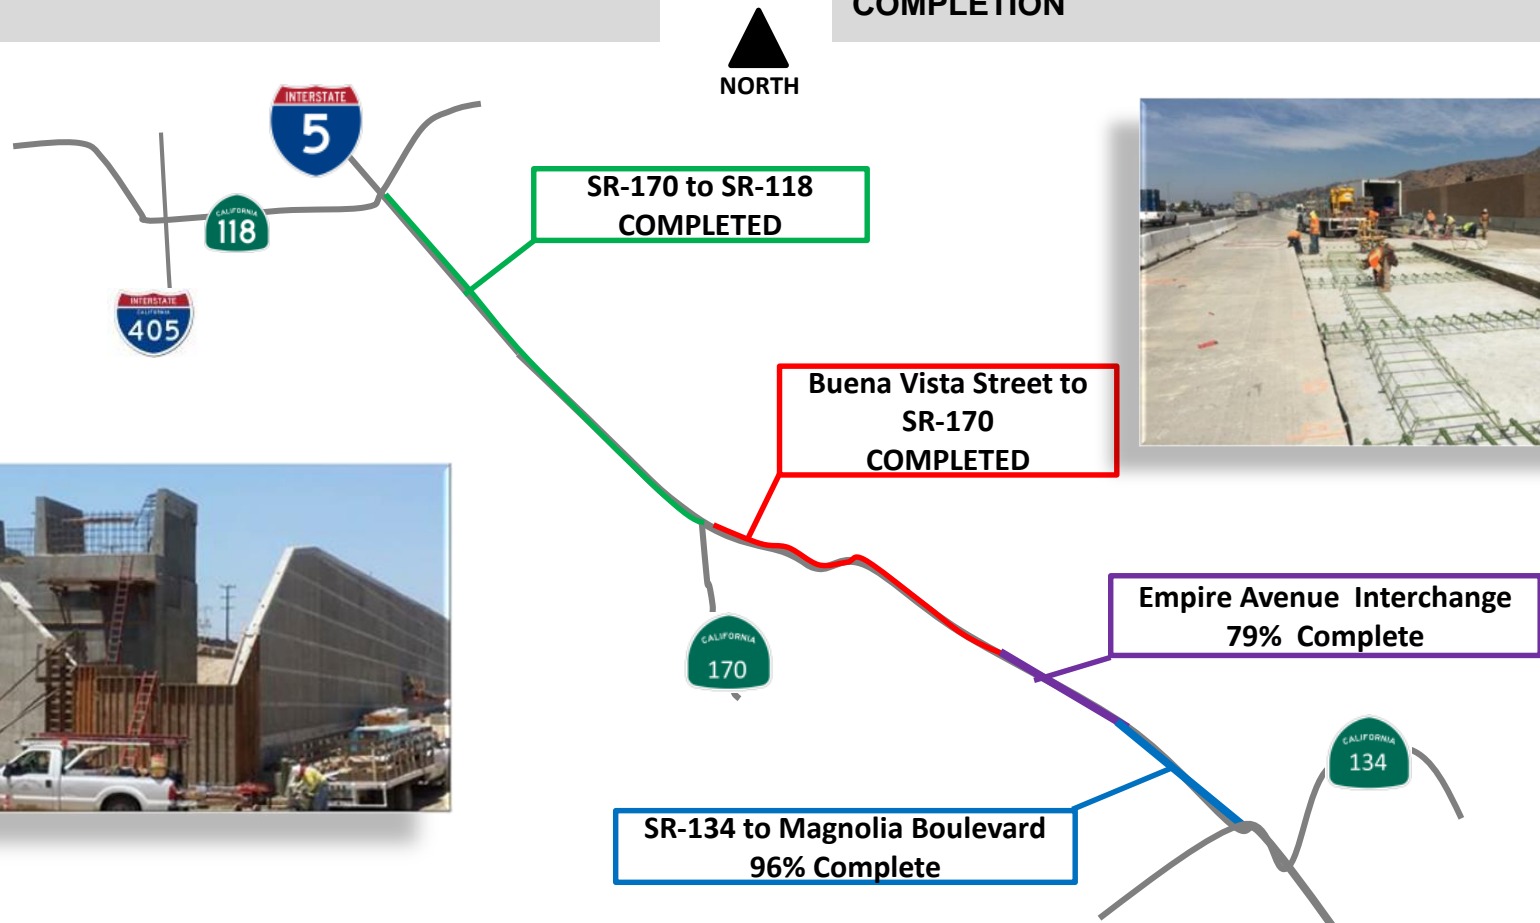 COMPLETION
NORTH
INTERSTATE
5
SR-170 to SR-118
COMPLETED
CALIFORNIA
118
INTERSTATE
CALIFORNIA
405
Buena Vista Street to
SR-170
COMPLETED
Empire Avenue Interchange
79% Complete
CALIFORNIA
170
CALIFORNIA
134
SR-134 to Magnolia Boulevard
96% Complete